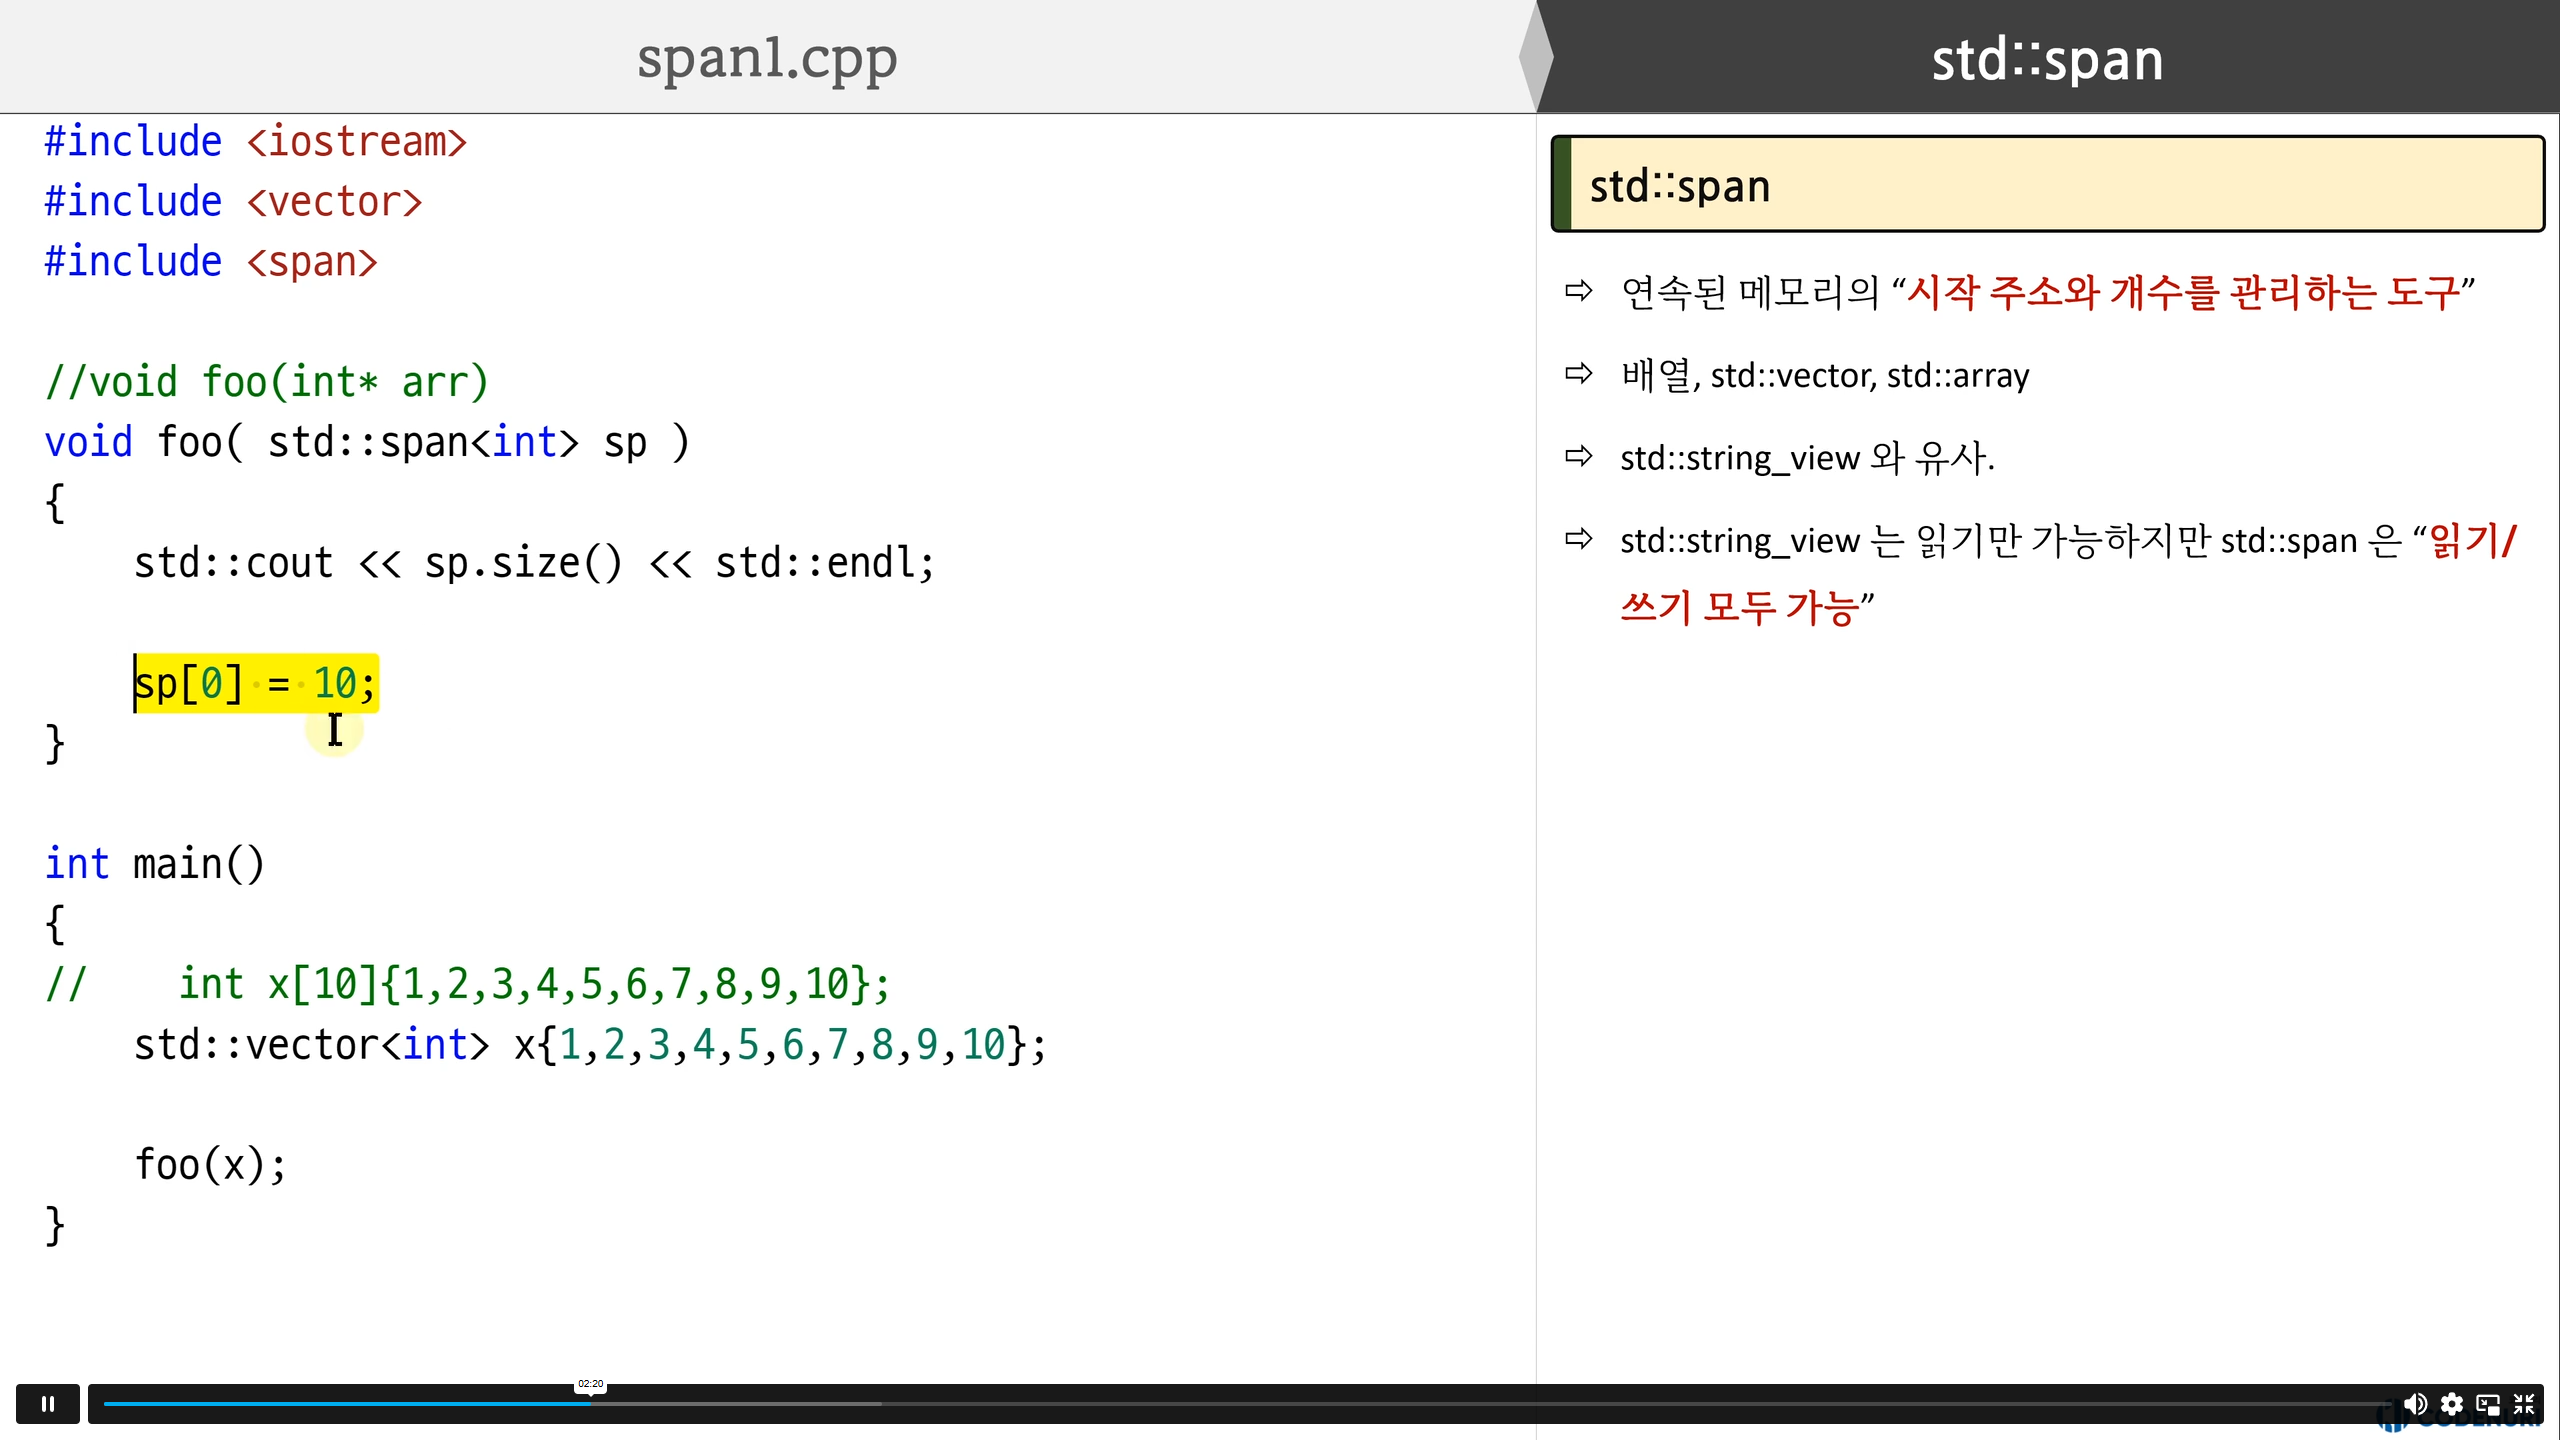 span1.cpp
std::span
#include <iostream>
#include <vector>
#include <span>
//void foo(int* arr)
void foo( std::span<int> sp )
{
    std::cout << sp.size() << std::endl;
    sp[0] = 10;
}
int main()
{
//    int x[10]{1,2,3,4,5,6,7,8,9,10};
    std::vector<int> x{1,2,3,4,5,6,7,8,9,10};
    foo(x);
}
std::span
⇨ 연속된 메모리의 “시작 주소와 개수를 관리하는 도구”
⇨ 배열, std::vector, std::array
⇨ std::string_view 와 유사.
⇨ std::string_view 는 읽기만 가능하지만 std::span 은 “읽기/
쓰기 모두 가능”
02:20